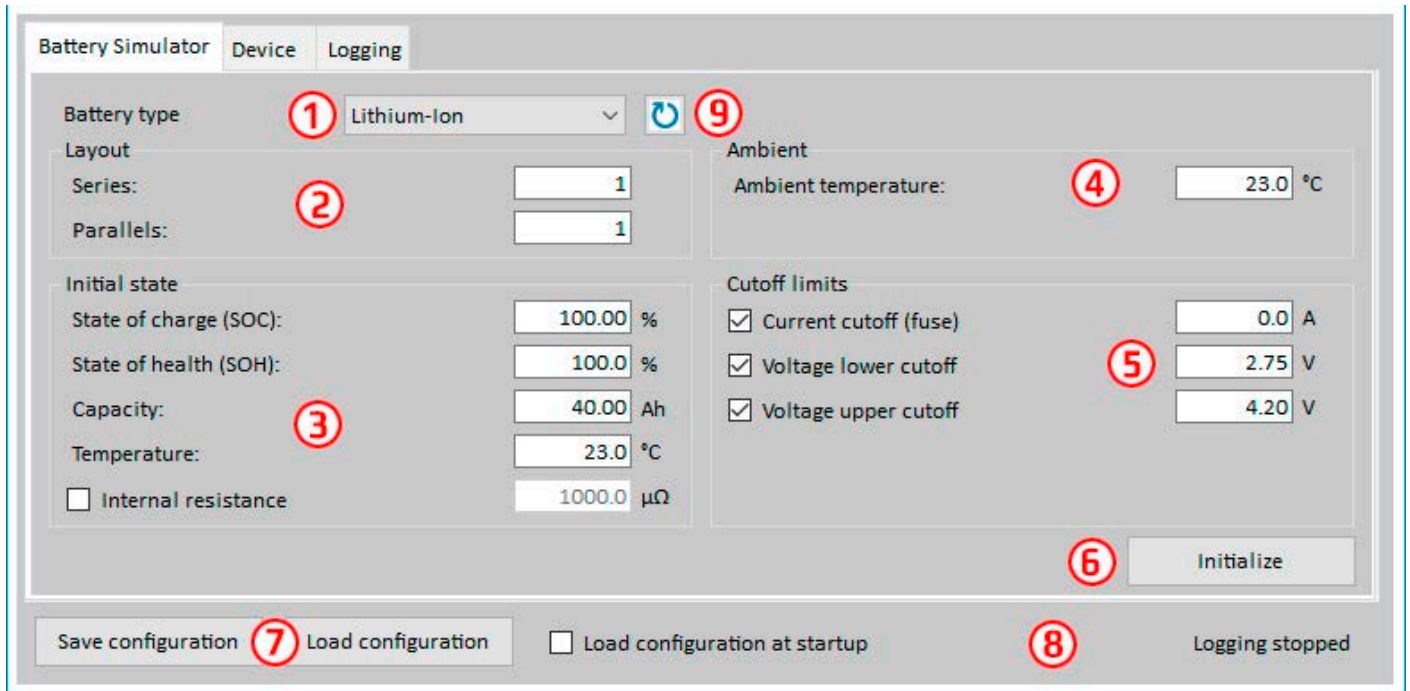 Battery Simulator Device Logging
Battery type 1 Lithium-Ion 9
Layout
Series: 1
2
Parallels: 1
Ambient
Ambient temperature: 4 23.0 °C
Initial state
State of charge (SOC): 100.00 %
State of health (SOH): 100.0 %
Capacity: 40.00 Ah
3
Temperature: 23.0 °C
Internal resistance 1000.0 µΩ
Cutoff limits
Current cutoff (fuse) 0.0 A
Voltage lower cutoff 5 2.75 V
Voltage upper cutoff 4.20 V
6 Initialize
Save configuration 7 Load configuration Load configuration at startup 8 Logging stopped